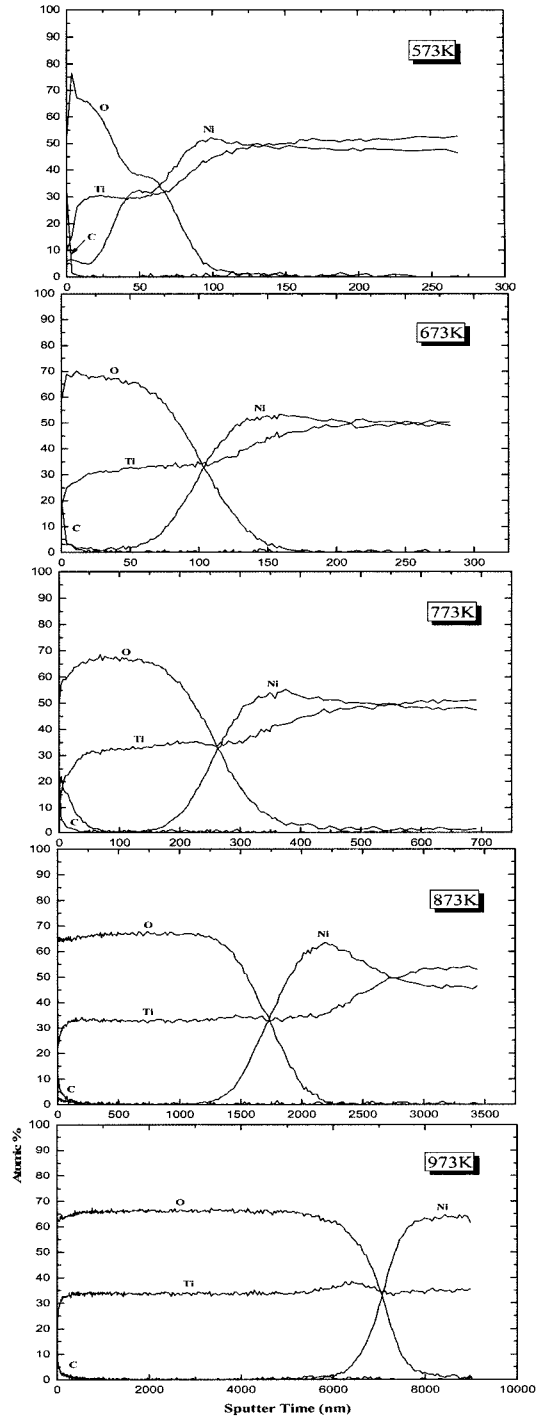 100
90
80
70
60
50
40
30
20
10
0
573K
O
Ni
Ti
C
0 50 100 150 200 250 300
100
90
80
70
60
50
40
30
20
10
0
673K
O
Ni
Ti
C
0 50 100 150 200 250 300
100
90
80
70
60
50
40
30
20
10
0
773K
O
Ni
Ti
C
0 100 200 300 400 500 600 700
100
90
80
70
60
50
40
30
20
10
0
873K
O
Ni
Ti
C
0 500 1000 1500 2000 2500 3000 3500
Atomic %
100
90
80
70
60
50
40
30
20
10
0
973K
O
Ni
Ti
C
0 2000 4000 6000 8000 10000
Sputter Time (nm)